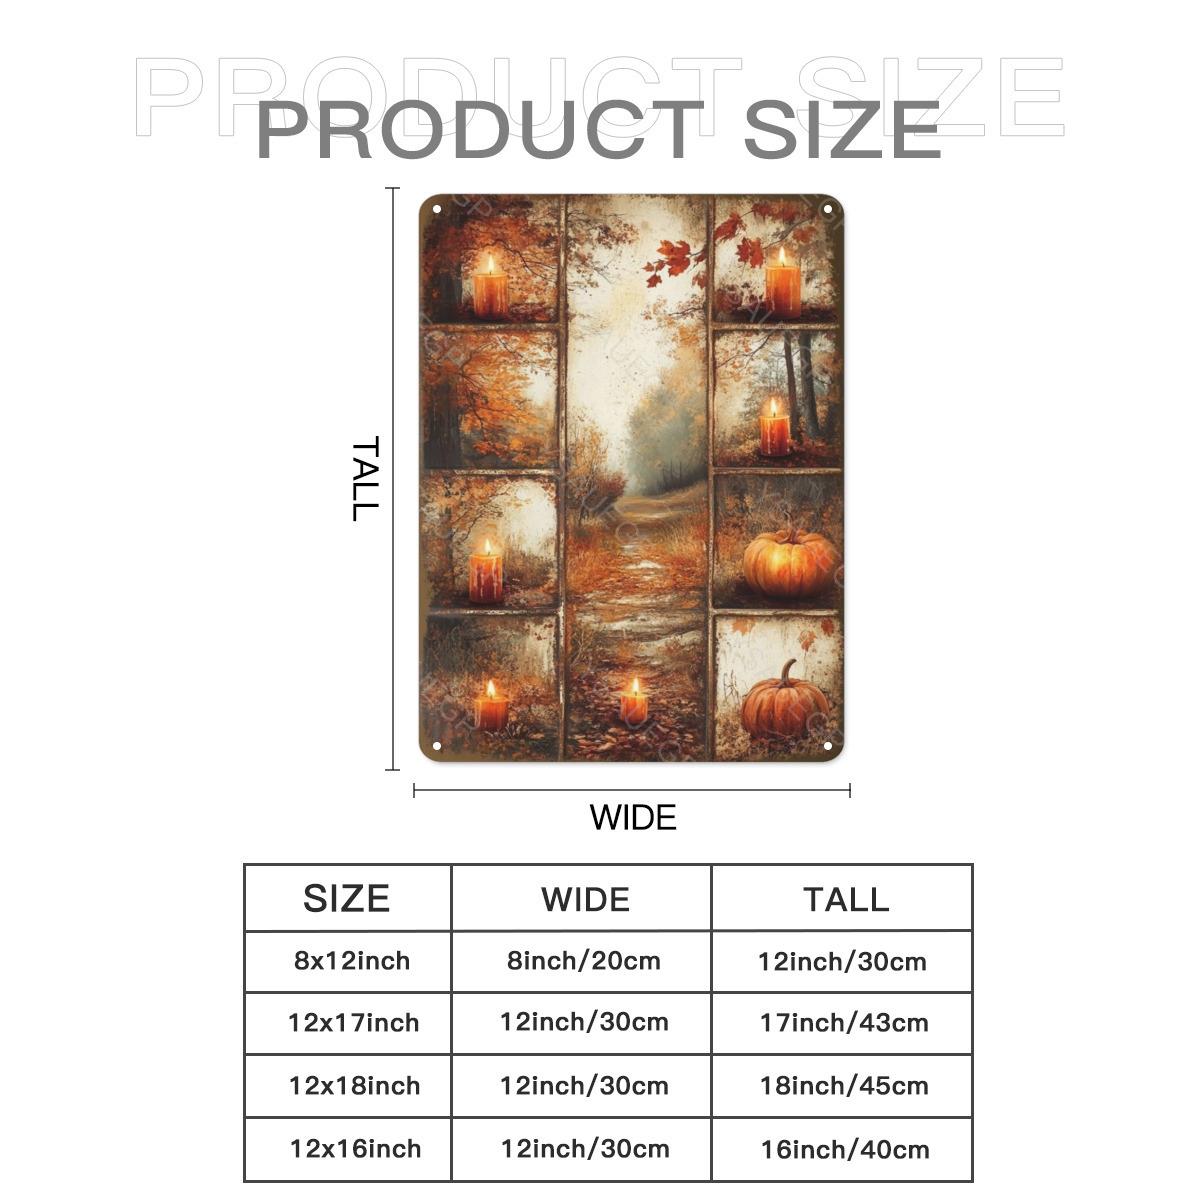 PRODUCT SIZE
PRODUCT SIZE
TALL
WIDE
SIZE WIDE TALL
8x12inch 8inch/20cm 12inch/30cm
12x17inch 12inch/30cm 17inch/43cm
12x18inch 12inch/30cm 18inch/45cm
12x16inch 12inch/30cm 16inch/40cm